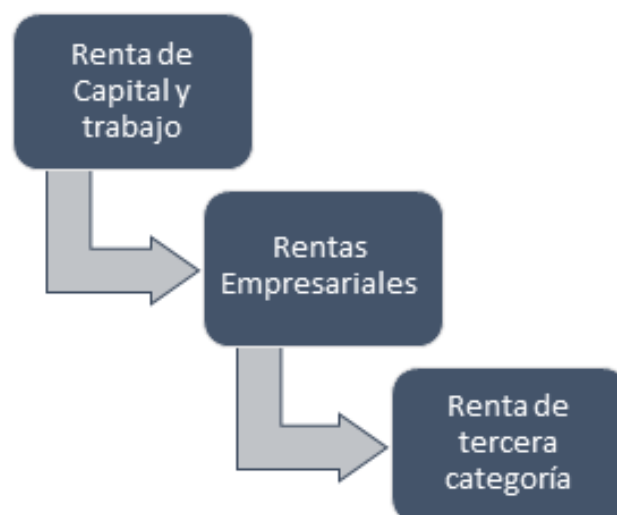 Renta de
Capital y
trabajo
Rentas
Empresariales
Renta de
tercera
categoría